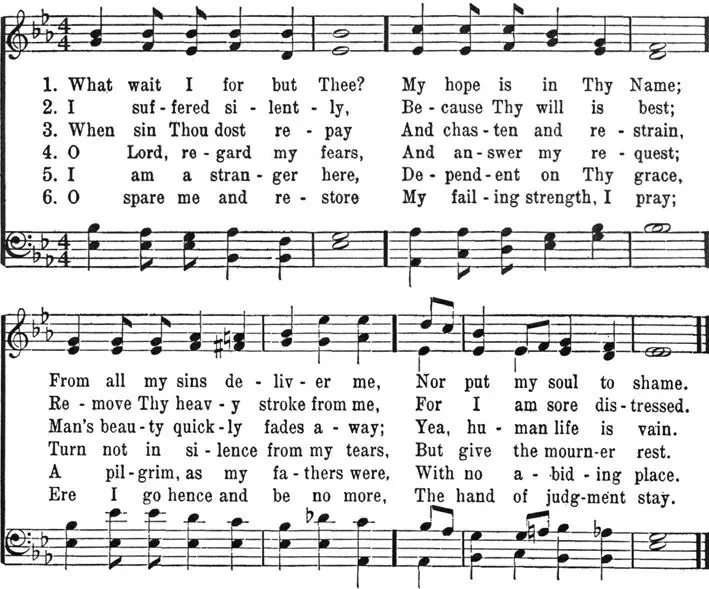 4 4
1. What wait I for but Thee? My hope is in Thy Name;
2. I suf - fered si - lent - ly, Be - cause Thy will is best;
3. When sin Thou dost re - pay And chas - ten and re - strain,
4. O Lord, re - gard my fears, And an - swer my re - quest;
5. I am a stran - ger here, De - pend - ent on Thy grace,
6. O spare me and re - store My fail - ing strength, I pray;
4 4
From all my sins de - liv - er me, Nor put my soul to shame.
Re - move Thy heav - y stroke from me, For I am sore dis - tressed.
Man's beau - ty quick - ly fades a - way; Yea, hu - man life is vain.
Turn not in si - lence from my tears, But give the mourn - er rest.
A pil - grim, as my fa - thers were, With no a - bid - ing place.
Ere I go hence and be no more, The hand of judg - ment stay.